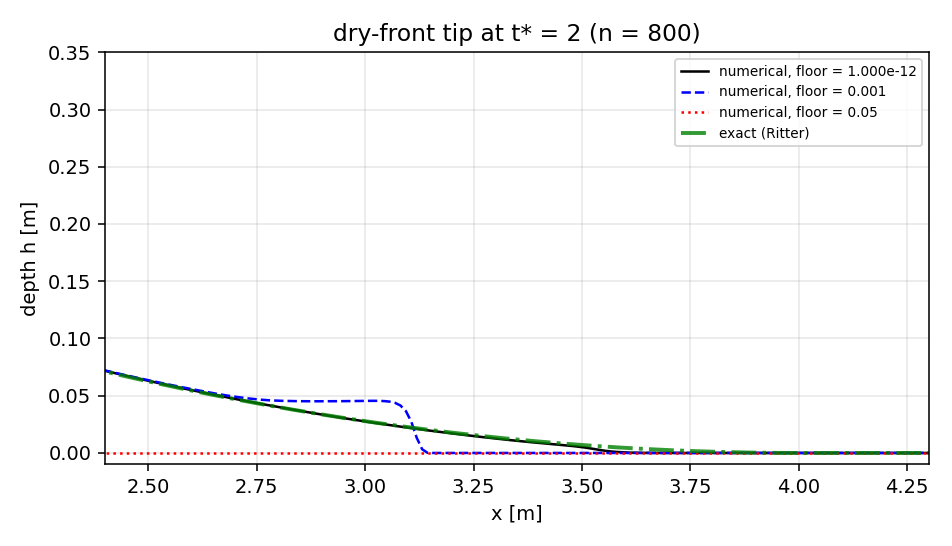 dry-front tip at t* = 2 (n = 800)
numerical, floor = 1.000e-12
numerical, floor = 0.001
numerical, floor = 0.05
exact (Ritter)
depth h [m]
0.35
0.30
0.25
0.20
0.15
0.10
0.05
0.00
2.50 2.75 3.00 3.25 3.50 3.75 4.00 4.25
x [m]